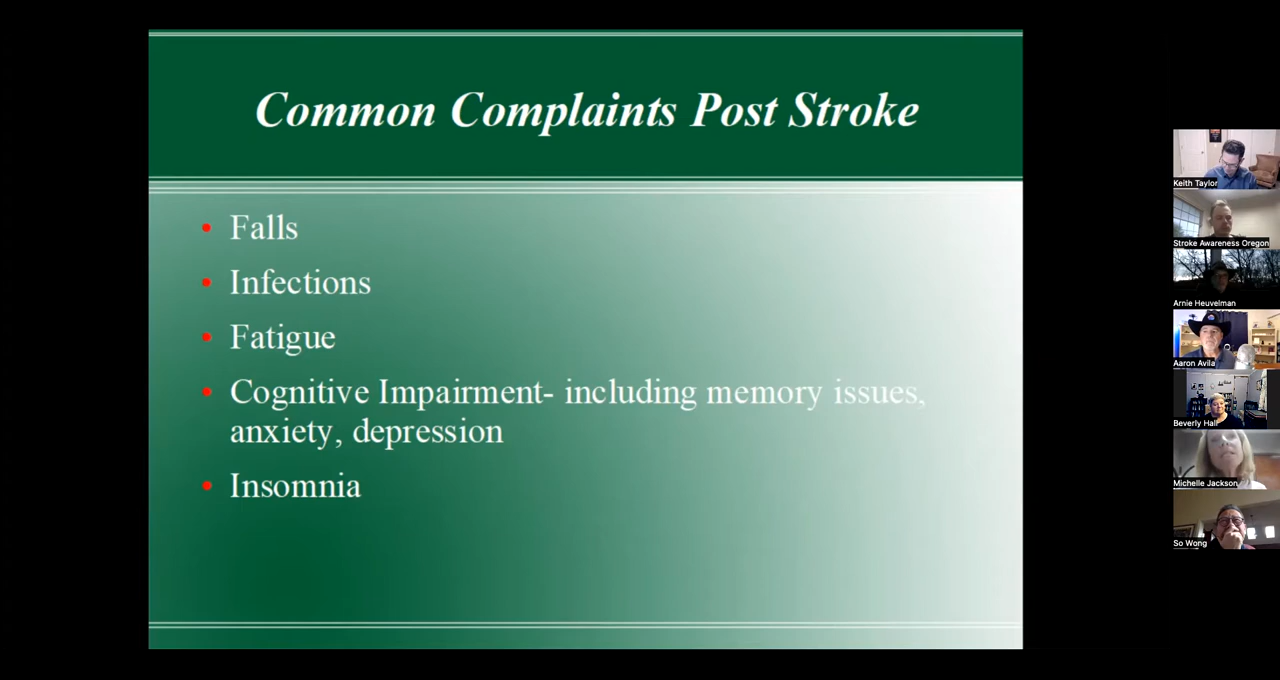 Common Complaints Post Stroke
Falls
Infections
Fatigue
Cognitive Impairment- including memory issues,
anxiety, depression
Insomnia
Keith Taylor
Stroke Awareness Oregon
Arnie Heuvelman
Aaron Avila
Beverly Hall
Michelle Jackson
So Wong